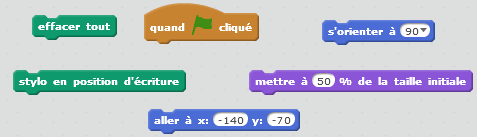 effacer tout
quand cliqué
s'orienter à 90
stylo en position d'écriture
mettre à 50 % de la taille initiale
aller à x: -140 y: -70